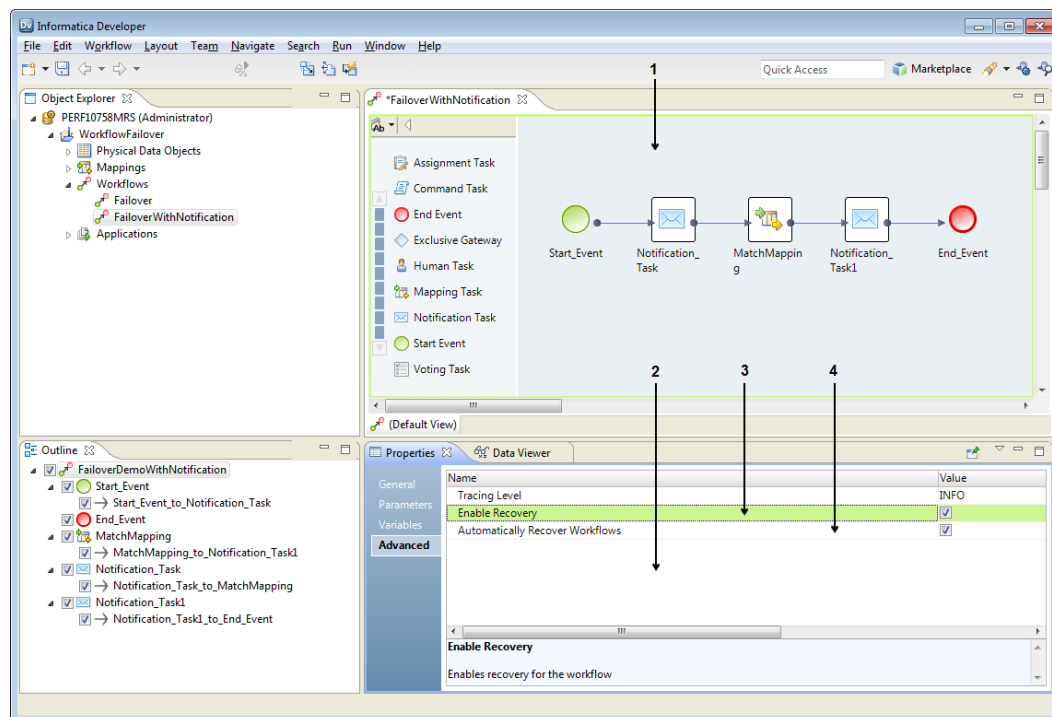 Dv Informatica Developer
File Edit Workflow Layout Team Navigate Search Run Window Help
Quick Access Marketplace
1
Object Explorer
PERF10758MRS (Administrator)
WorkflowFailover
Physical Data Objects
Mappings
Workflows
Failover
FailoverWithNotification
Applications
*FailoverWithNotification
Ab
Assignment Task
Command Task
End Event
Exclusive Gateway
Human Task
Mapping Task
Notification Task
Start Event
Voting Task
Start_Event
Notification_
Task
MatchMappin
g
Notification_
Task1
End_Event
2 3 4
(Default View)
Outline
FailoverDemoWithNotification
Start_Event
Start_Event_to_Notification_Task
End_Event
MatchMapping
MatchMapping_to_Notification_Task1
Notification_Task
Notification_Task_to_MatchMapping
Notification_Task1
Notification_Task1_to_End_Event
Properties Data Viewer
General
Parameters
Variables
Advanced
Name Value
Tracing Level INFO
Enable Recovery
Automatically Recover Workflows
Enable Recovery
Enables recovery for the workflow